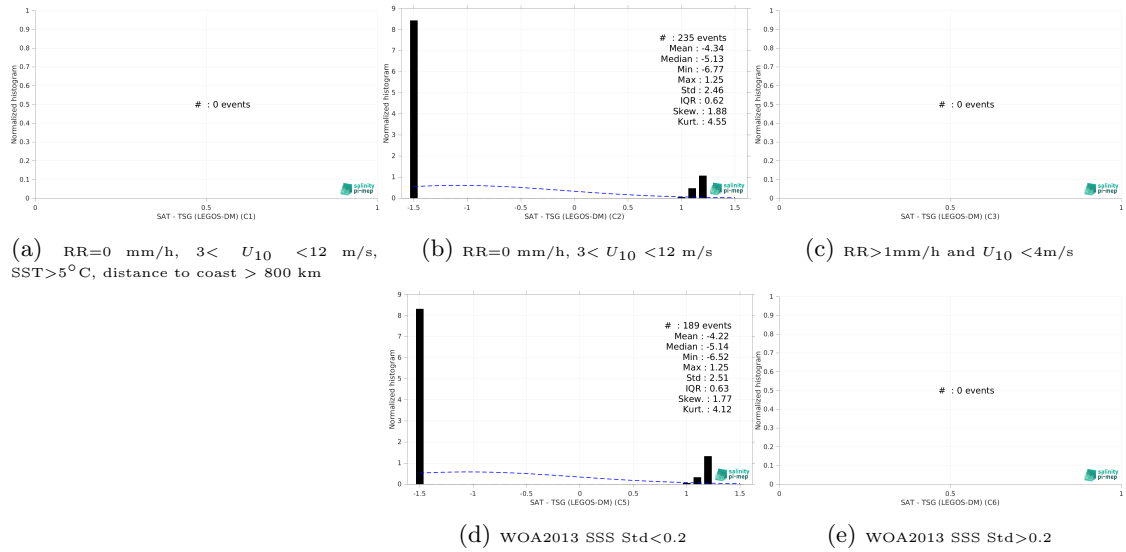 1
0.9
0.8
0.7
0.6
0.5
0.4
0.3
0.2
0.1
0
Normalized histogram
# : 0 events
salinity
pi-mep
0 0.5 1
SAT - TSG (LEGOS-DM) (C1)
(a) RR=0 mm/h, 3< U10 <12 m/s,
SST>5°C, distance to coast > 800 km
9
8
7
6
5
4
3
2
1
0
Normalized histogram
# : 235 events
Mean : -4.34
Median : -5.13
Min : -6.77
Max : 1.25
Std : 2.46
IQR : 0.62
Skew. : 1.88
Kurt. : 4.55
salinity
pi-mep
-1.5 -1 -0.5 0 0.5 1 1.5
SAT - TSG (LEGOS-DM) (C2)
(b) RR=0 mm/h, 3< U10 <12 m/s
1
0.9
0.8
0.7
0.6
0.5
0.4
0.3
0.2
0.1
0
Normalized histogram
# : 0 events
salinity
pi-mep
0 0.5 1
SAT - TSG (LEGOS-DM) (C3)
(c) RR>1mm/h and U10 <4m/s
9
8
7
6
5
4
3
2
1
0
Normalized histogram
# : 189 events
Mean : -4.22
Median : -5.14
Min : -6.52
Max : 1.25
Std : 2.51
IQR : 0.63
Skew. : 1.77
Kurt. : 4.12
salinity
pi-mep
-1.5 -1 -0.5 0 0.5 1 1.5
SAT - TSG (LEGOS-DM) (C5)
(d) WOA2013 SSS Std<0.2
1
0.9
0.8
0.7
0.6
0.5
0.4
0.3
0.2
0.1
0
Normalized histogram
# : 0 events
salinity
pi-mep
0 0.5 1
SAT - TSG (LEGOS-DM) (C6)
(e) WOA2013 SSS Std>0.2